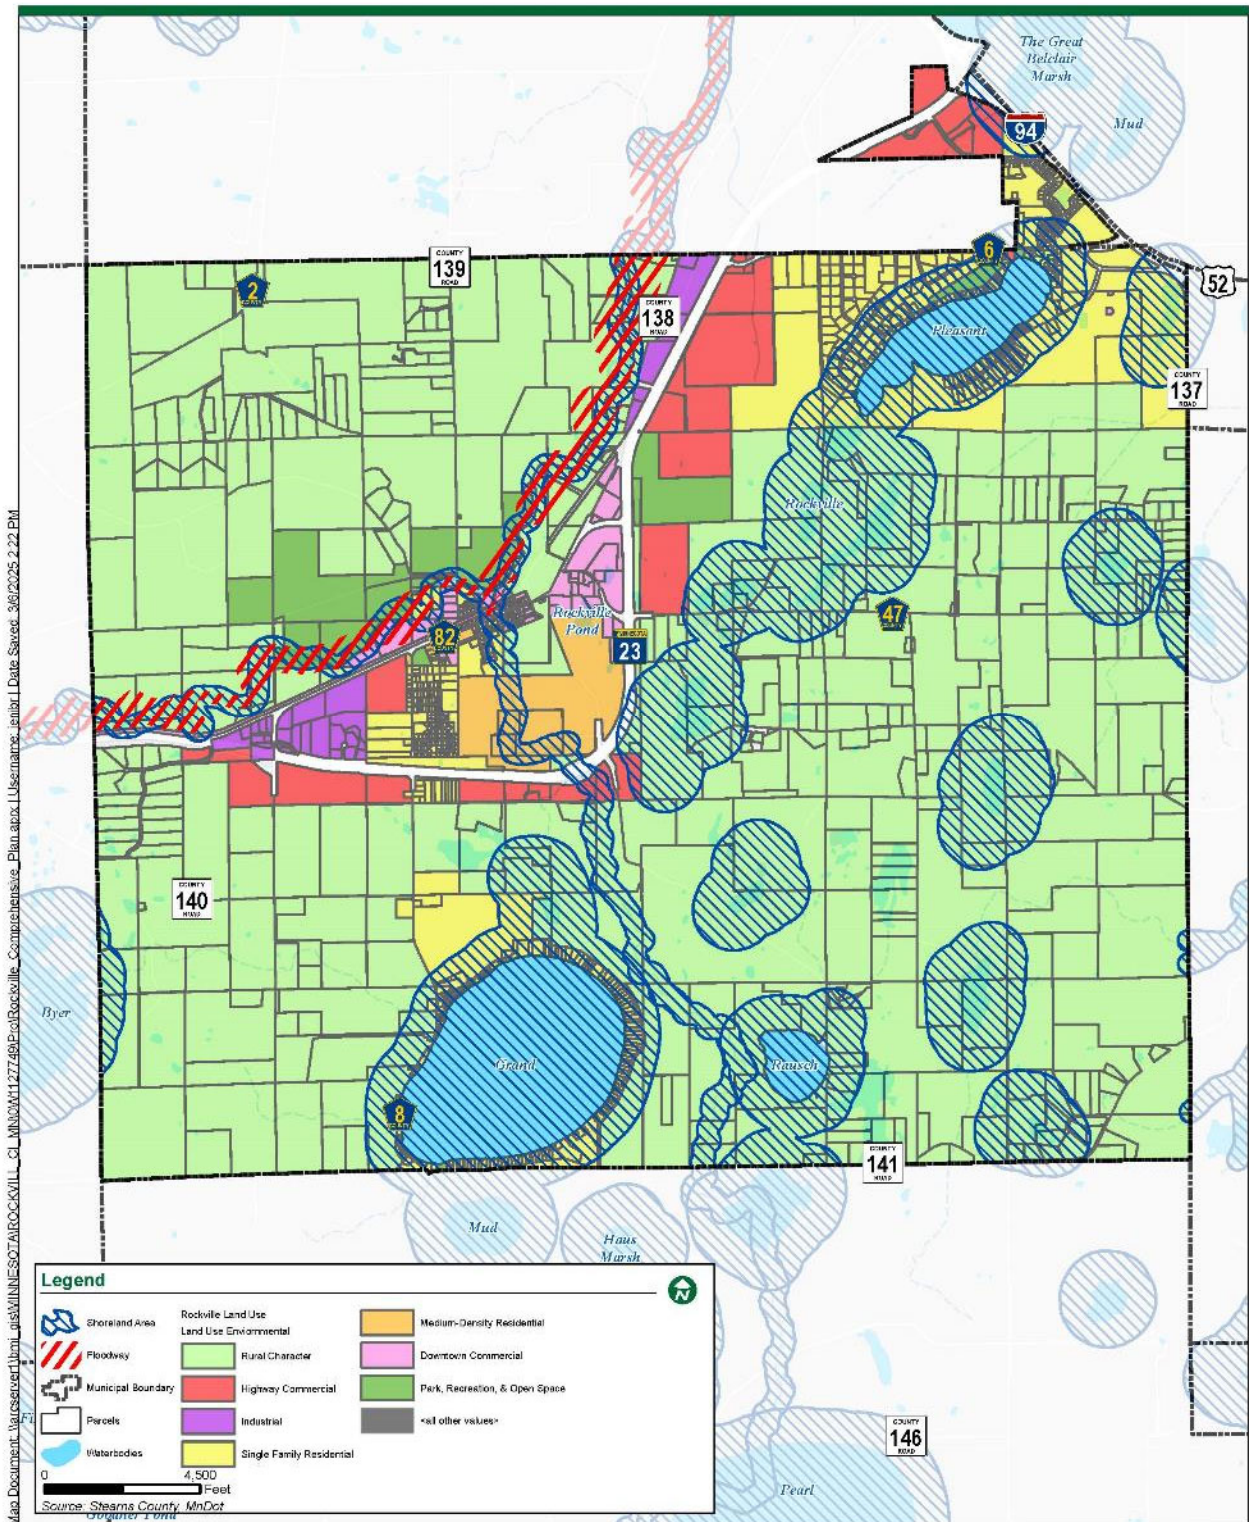 The Great
Belclair
Marsh
Mud
94
6
COUNTY
139
ROAD
2
COUNTY
COUNTY
138
ROAD
52
Pleasant
COUNTY
137
ROAD
Rockville
47
Rockville
Pond
82
MINNESOTA
23
COUNTY
140
ROAD
Byer
Grand
Rausch
8
COUNTY
COUNTY
141
ROAD
Mud
Haus
Marsh
COUNTY
146
ROAD
Pearl
Legend
N
Shoreland Area
Floodway
Municipal Boundary
Parcels
Waterbodies
Rockville Land Use
Land Use Enviornmental
Rural Character
Highway Commercial
Industrial
Single Family Residential
Medium-Density Residential
Downtown Commercial
Park, Recreation, & Open Space
<all other values>
0 4,500
Feet
Source: Stearns County, MnDot